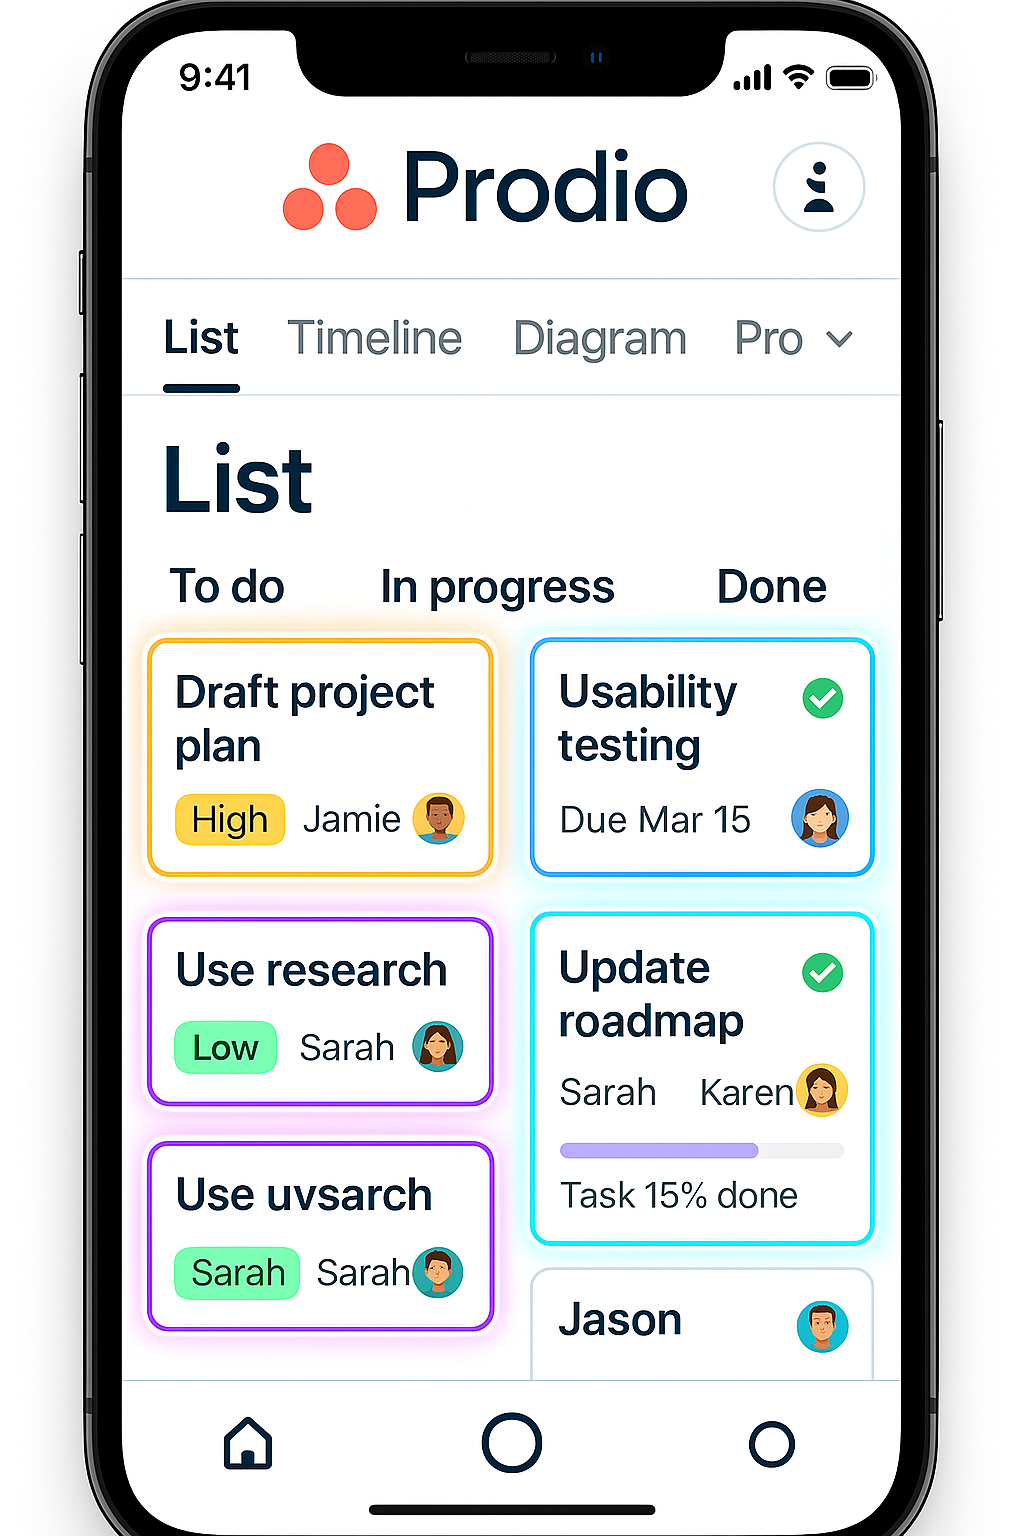 9:41
Prodio
List Timeline Diagram Pro
List
To do In progress Done
Draft project
plan
High Jamie
Usability
testing
Due Mar 15
Use research
Low Sarah
Update
roadmap
Sarah Karen
Task 15% done
Use uvsarch
Sarah Sarah
Jason